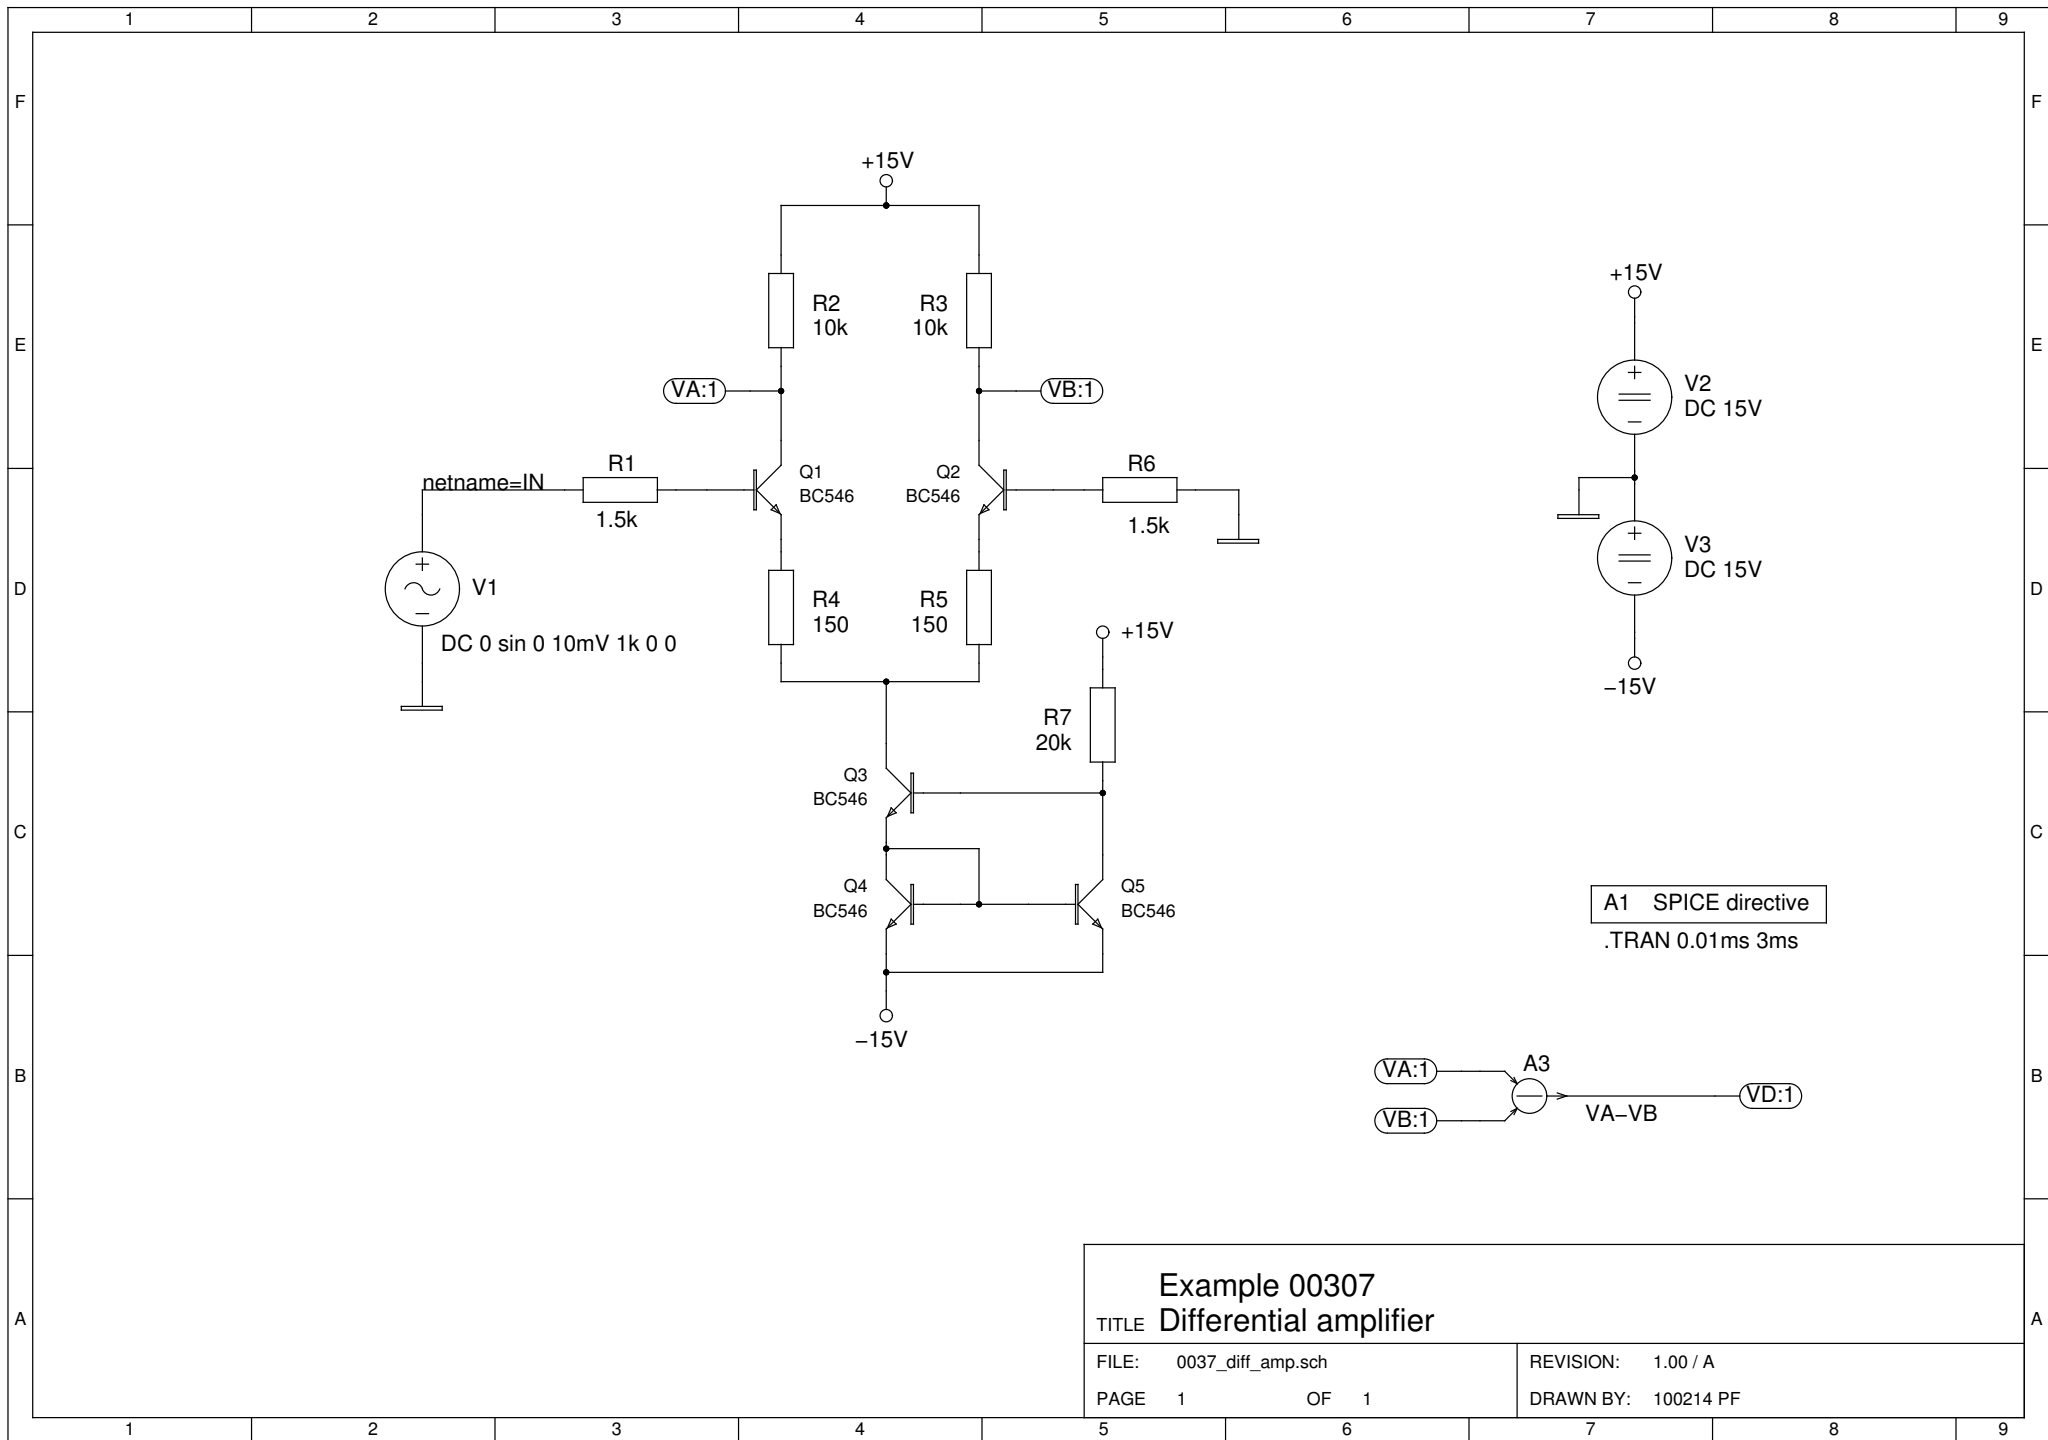 1 2 3 4 5 6 7 8 9
F F
+15V
+15V
R2
10k
R3
10k
E E
VA:1
VB:1
V2
DC 15V
netname=IN
R1
1.5k
Q1
BC546
Q2
BC546
R6
1.5k
V3
DC 15V
D D
V1
DC 0 sin 0 10mV 1k 0 0
R4
150
R5
150
+15V
−15V
R7
20k
Q3
BC546
C C
Q4
BC546
Q5
BC546
A1 SPICE directive
.TRAN 0.01ms 3ms
−15V
B B
VA:1
A3
VB:1
VA−VB
VD:1
Example 00307
TITLE Differential amplifier
A A
FILE: 0037_diff_amp.sch
REVISION: 1.00 / A
PAGE 1 OF 1
DRAWN BY: 100214 PF
1 2 3 4 5 6 7 8 9